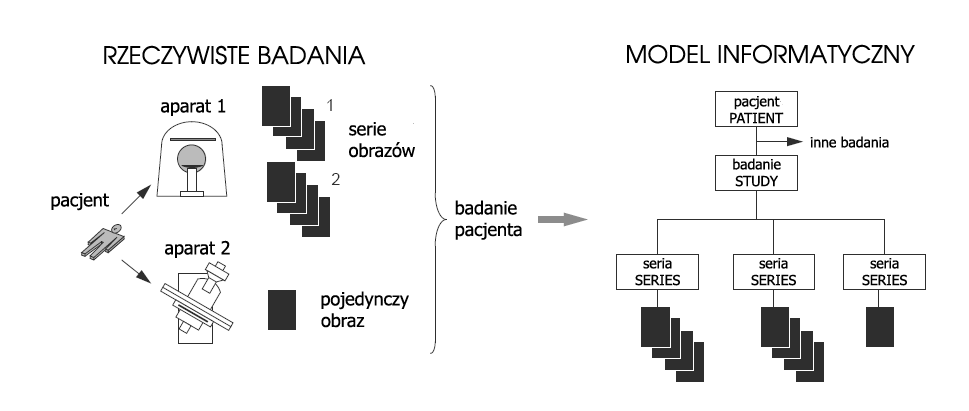 RZECZYWISTE BADANIA
aparat 1
1
serie
obrazów
2
pacjent
aparat 2
pojedynczy
obraz
badanie
pacjenta
MODEL INFORMATYCZNY
pacjent
PATIENT
inne badania
badanie
STUDY
seria
SERIES
seria
SERIES
seria
SERIES